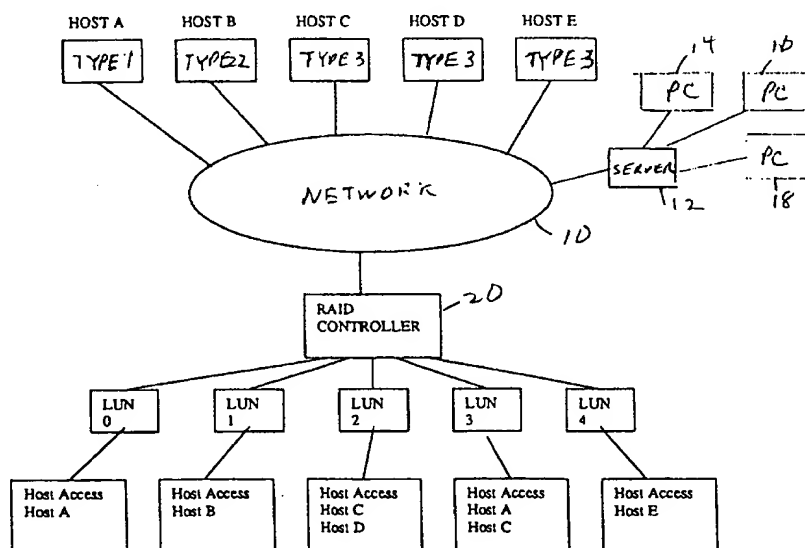 HOST A HOST B HOST C HOST D HOST E
TYPE 1 TYPE22 TYPE 3 TYPE 3 TYPE 3
14 16
PC PC
SERVER PC
12 18
NETWORK
10
20
RAID
CONTROLLER
LUN LUN LUN LUN LUN
0 1 2 3 4
Host Access Host Access Host Access Host Access Host Access
Host A Host B Host C Host A Host E
Host D Host C